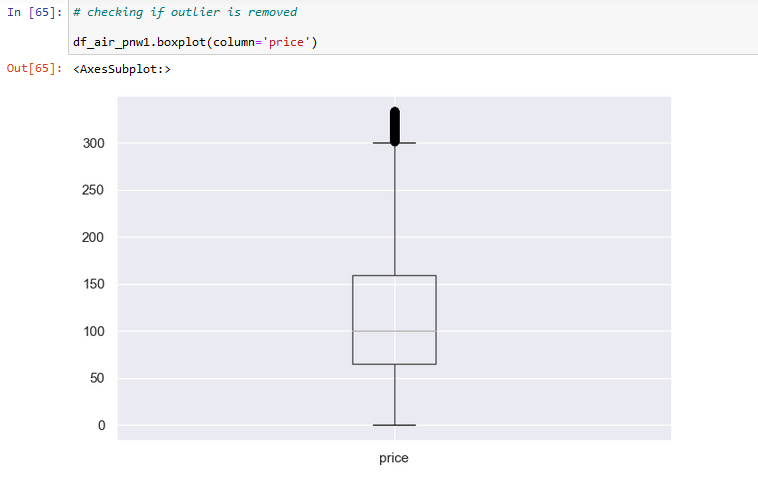 In [65]: # checking if outlier is removed
df_air_pnw1.boxplot(column='price')
Out[65]: <AxesSubplot:>
300
250
200
150
100
50
0
price